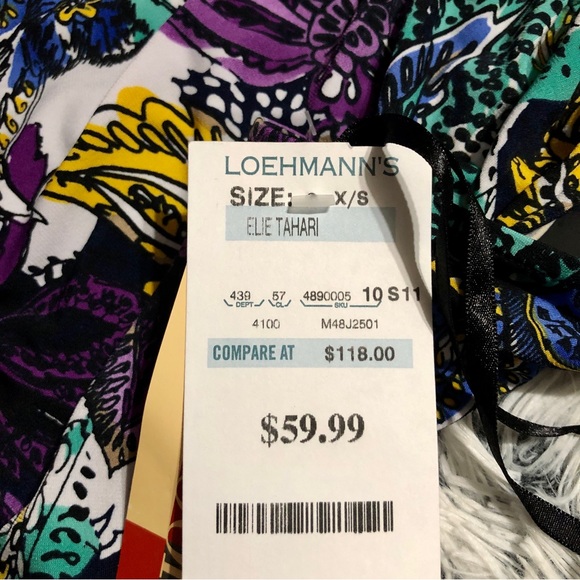 LOEHMANN'S
SIZE: X/S
ELIE TAHARI
439 57 4890005 10 S11
DEPT CL SKU
4100 M48J2501
COMPARE AT $118.00
$59.99